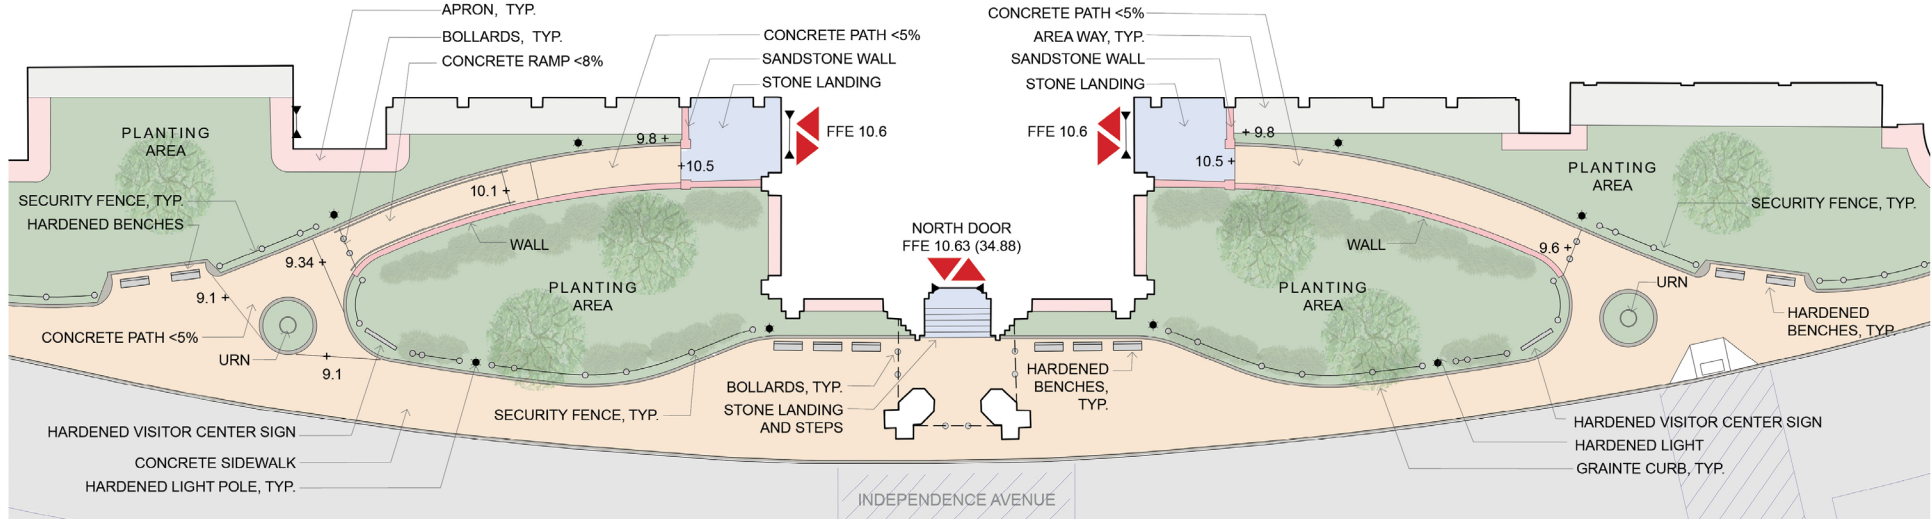 APRON, TYP.
BOLLARDS, TYP.
CONCRETE RAMP <8%
CONCRETE PATH <5%
SANDSTONE WALL
STONE LANDING
CONCRETE PATH <5%
AREA WAY, TYP.
SANDSTONE WALL
STONE LANDING
PLANTING
AREA
9.8 +
+10.5
FFE 10.6
FFE 10.6
+ 9.8
10.5 +
PLANTING
AREA
SECURITY FENCE, TYP.
HARDENED BENCHES
10.1 +
WALL
9.34 +
9.1 +
CONCRETE PATH <5%
URN
+
9.1
PLANTING
AREA
NORTH DOOR
FFE 10.63 (34.88)
WALL
9.6 +
PLANTING
AREA
SECURITY FENCE, TYP.
URN
HARDENED
BENCHES, TYP.
HARDENED VISITOR CENTER SIGN
CONCRETE SIDEWALK
HARDENED LIGHT POLE, TYP.
SECURITY FENCE, TYP.
BOLLARDS, TYP.
STONE LANDING
AND STEPS
HARDENED
BENCHES,
TYP.
HARDENED VISITOR CENTER SIGN
HARDENED LIGHT
GRAINTE CURB, TYP.
INDEPENDENCE AVENUE